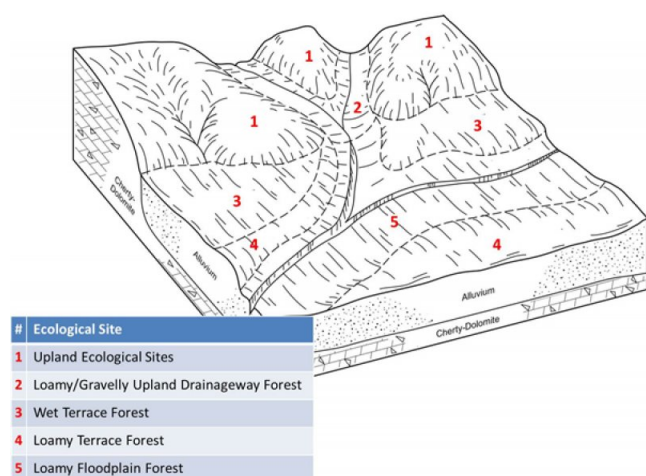 1
1
2
1
3
3
5
4
4
Cherty-
Dolomite
Alluvium
Alluvium
Cherty-Dolomite
# Ecological Site
1 Upland Ecological Sites
2 Loamy/Gravelly Upland Drainageway Forest
3 Wet Terrace Forest
4 Loamy Terrace Forest
5 Loamy Floodplain Forest